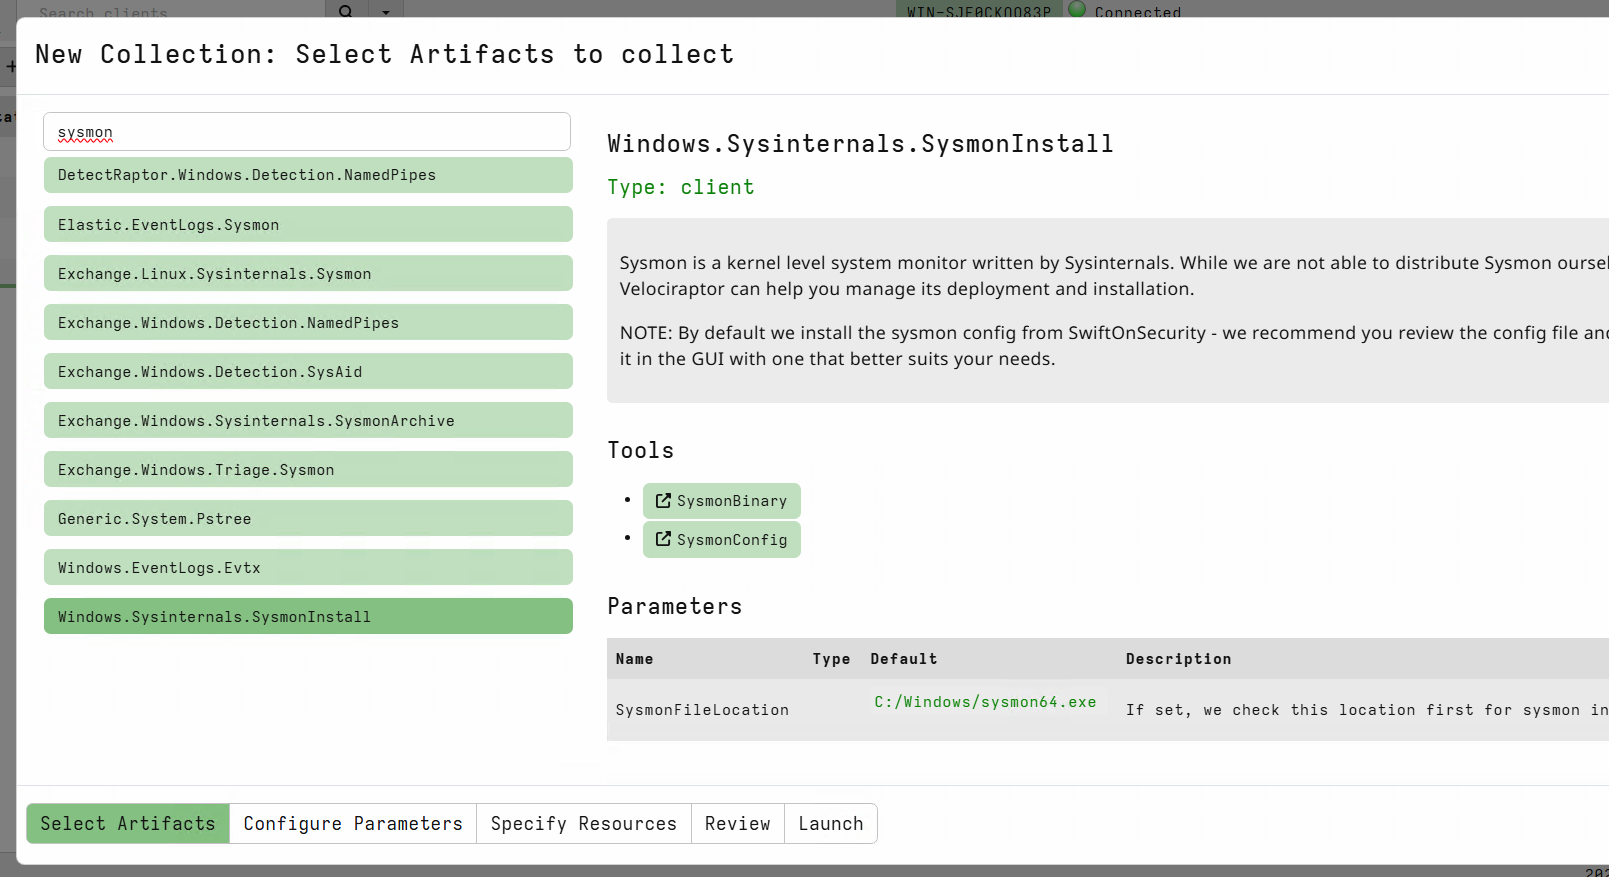 Search clients
WIN-SJE0CKOO83P
Connected
New Collection: Select Artifacts to collect
sysmon
DetectRaptor.Windows.Detection.NamedPipes
Elastic.EventLogs.Sysmon
Exchange.Linux.Sysinternals.Sysmon
Exchange.Windows.Detection.NamedPipes
Exchange.Windows.Detection.SysAid
Exchange.Windows.Sysinternals.SysmonArchive
Exchange.Windows.Triage.Sysmon
Generic.System.Pstree
Windows.EventLogs.Evtx
Windows.Sysinternals.SysmonInstall
Windows.Sysinternals.SysmonInstall
Type: client
Sysmon is a kernel level system monitor written by Sysinternals. While we are not able to distribute Sysmon oursel
Velociraptor can help you manage its deployment and installation.
NOTE: By default we install the sysmon config from SwiftOnSecurity - we recommend you review the config file and
it in the GUI with one that better suits your needs.
Tools
• SysmonBinary
• SysmonConfig
Parameters
Name Type Default Description
SysmonFileLocation C:/Windows/sysmon64.exe If set, we check this location first for sysmon in
Select Artifacts Configure Parameters Specify Resources Review Launch